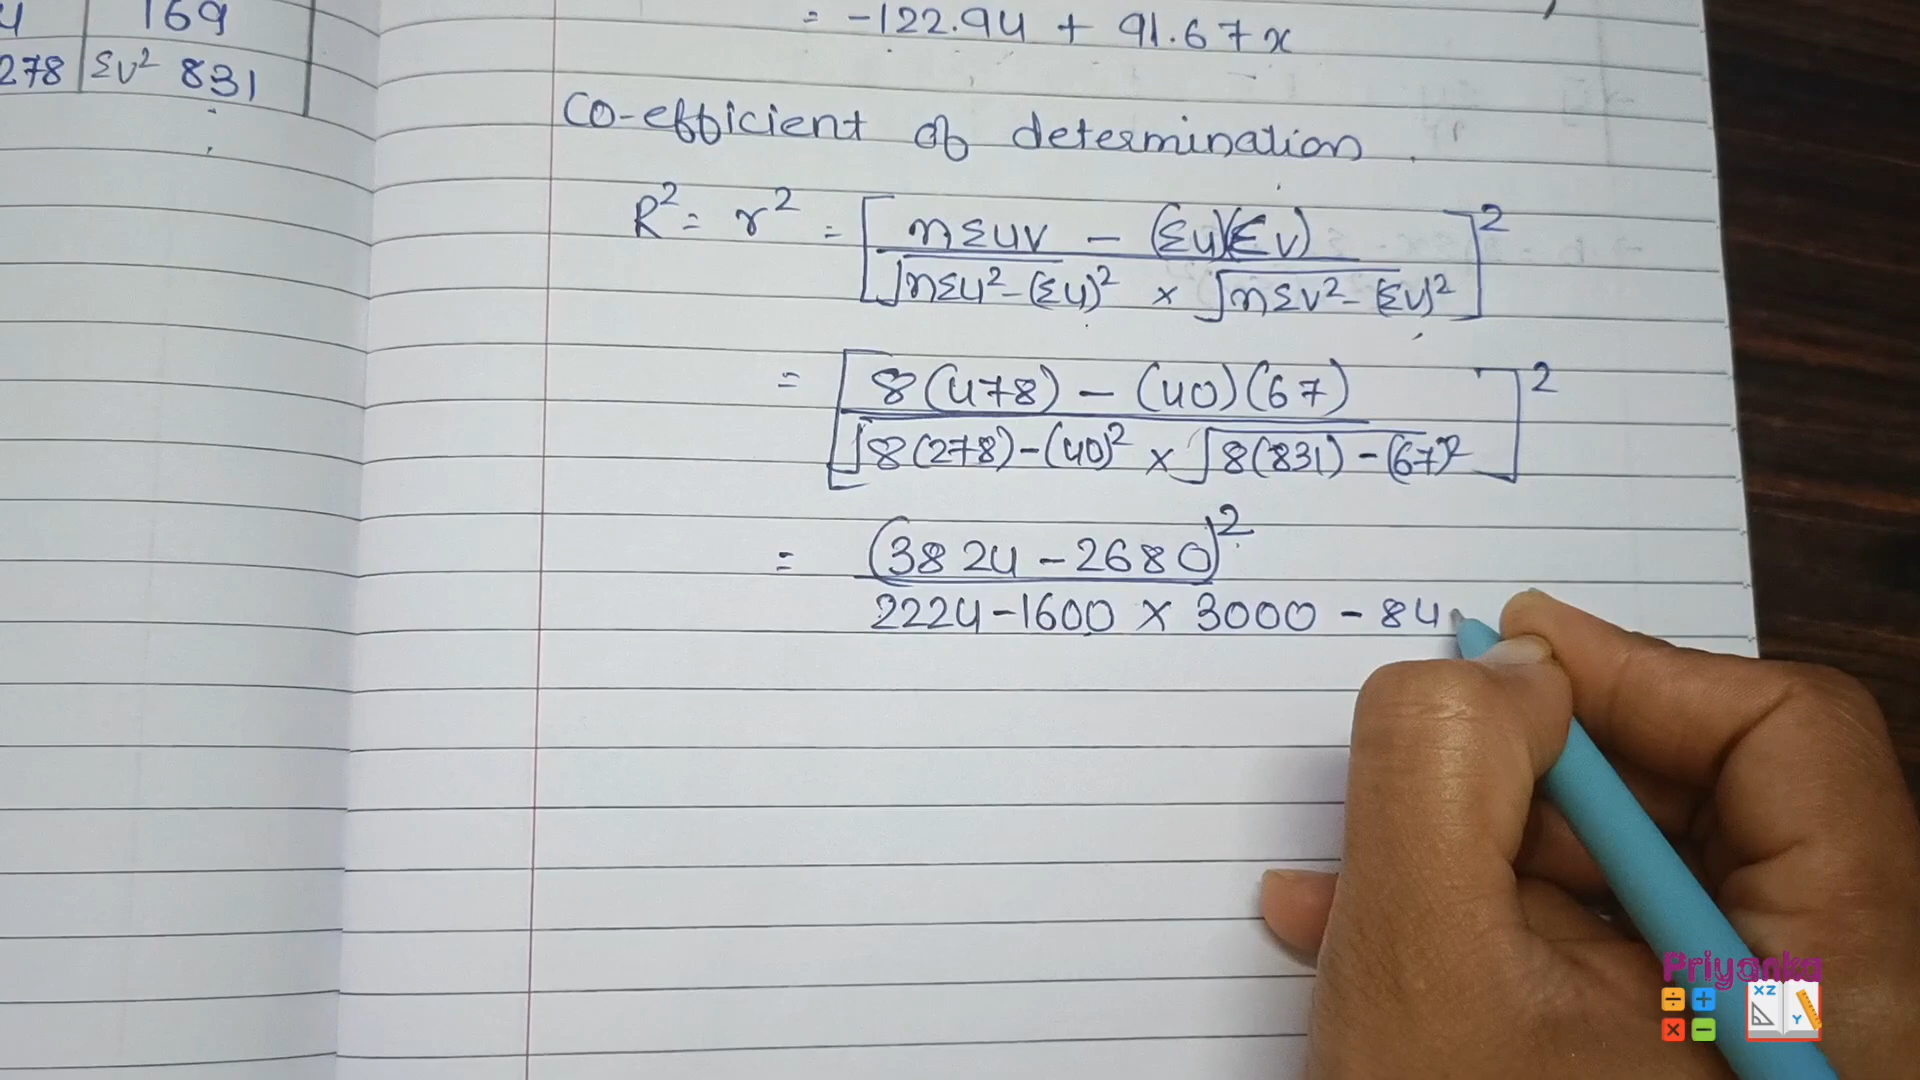 4 169
278 Σv² 831
= -122.94 + 91.67x
Co-efficient of determination.
R² = r² = [nΣuv - (Σu)(Σv) / √nΣu² - (Σu)² × √nΣv² - (Σv)²]²
= [8(478) - (40)(67) / √8(278) - (40)² × √8(831) - (67)²]²
= (3824 - 2680)²
2224 - 1600 × 3000 - 84
Priyanka
÷ + XZ
× − Y